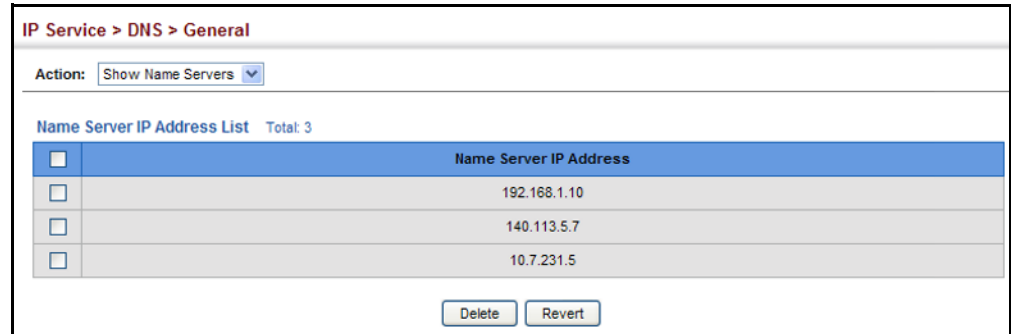 IP Service > DNS > General
Action: Show Name Servers
Name Server IP Address List Total: 3
Name Server IP Address
192.168.1.10
140.113.5.7
10.7.231.5
Delete Revert